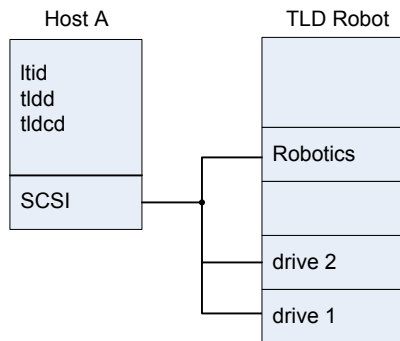 Host A
ltid
tldd
tldcd
SCSI
TLD Robot
Robotics
drive 2
drive 1